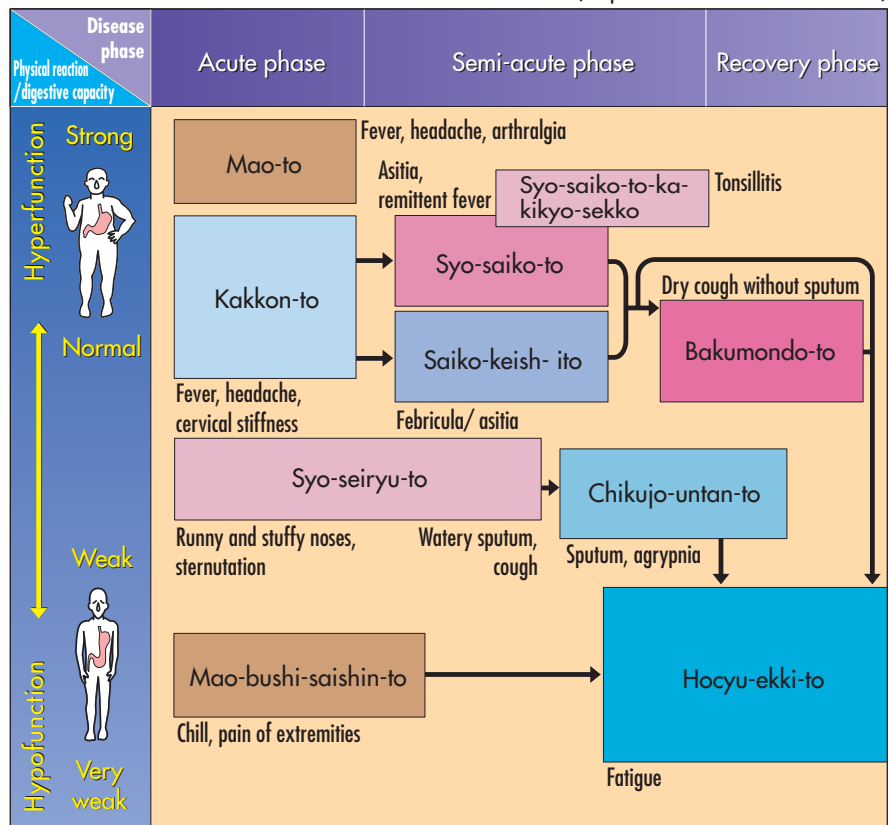 Disease
phase
Physical reaction
/digestive capacity
Acute phase
Semi-acute phase
Recovery phase
Hyperfunction
Strong
Normal
Weak
Hypofunction
Very
weak
Mao-to
Fever, headache, arthralgia
Asitia,
remittent fever
Syo-saiko-to-ka-
kikyo-sekko
Tonsillitis
Kakkon-to
Syo-saiko-to
Dry cough without sputum
Saiko-keish- ito
Bakumondo-to
Fever, headache,
cervical stiffness
Febricula/ asitia
Syo-seiryu-to
Chikujo-untan-to
Runny and stuffy noses,
sternutation
Watery sputum,
cough
Sputum, agrypnia
Mao-bushi-saishin-to
Hocyu-ekki-to
Chill, pain of extremities
Fatigue